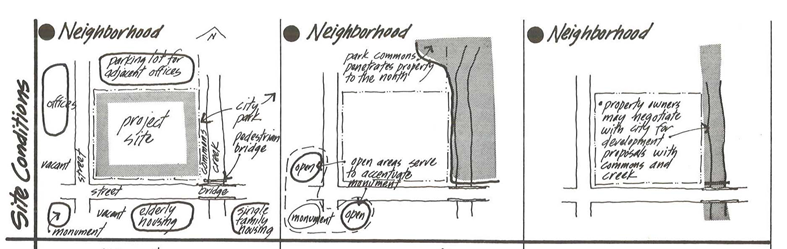 Site Conditions
Neighborhood
N
parking lot for
adjacent offices
offices
project
site
city
park
pedestrian
bridge
commons
creek
vacant
street
street
bridge
monument
vacant
elderly
housing
single
family
housing
Neighborhood
park commons
penetrates property
to the north
open
open areas serve
to accentuate
monument
monument
open
Neighborhood
• property owners
may negotiate
with city for
development
proposals with
commons and
creek